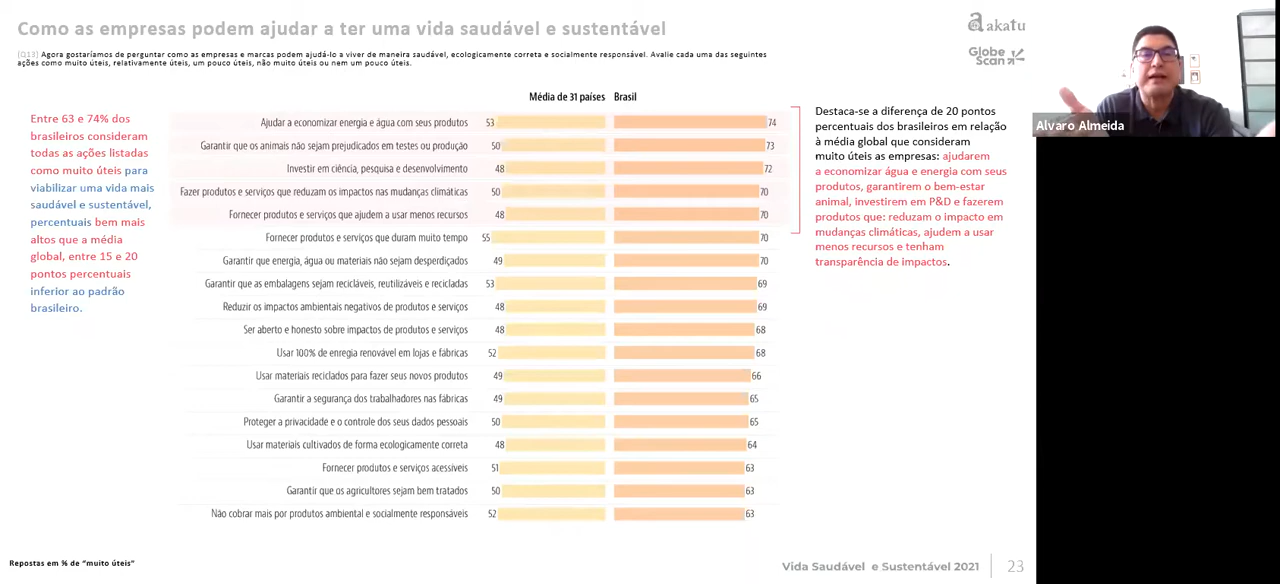 Como as empresas podem ajudar a ter uma vida saudável e sustentável
(Q13) Agora gostaríamos de perguntar como as empresas e marcas podem ajudá-lo a viver de maneira saudável, ecologicamente correta e socialmente responsável. Avalie cada uma das seguintes
ações como muito úteis, relativamente úteis, um pouco úteis, não muito úteis ou nem um pouco úteis.
akatu
Globe
Scan
Entre 63 e 74% dos
brasileiros consideram
todas as ações listadas
como muito úteis para
viabilizar uma vida mais
saudável e sustentável,
percentuais bem mais
altos que a média
global, entre 15 e 20
pontos percentuais
inferior ao padrão
brasileiro.
Média de 31 países Brasil
Ajudar a economizar energia e água com seus produtos 53 74
Garantir que os animais não sejam prejudicados em testes ou produção 50 73
Investir em ciência, pesquisa e desenvolvimento 48 72
Fazer produtos e serviços que reduzam os impactos nas mudanças climáticas 50 70
Fornecer produtos e serviços que ajudem a usar menos recursos 48 70
Fornecer produtos e serviços que duram muito tempo 55 70
Garantir que energia, água ou materiais não sejam desperdiçados 49 70
Garantir que as embalagens sejam recicláveis, reutilizáveis e recicladas 53 69
Reduzir os impactos ambientais negativos de produtos e serviços 48 69
Ser aberto e honesto sobre impactos de produtos e serviços 48 68
Usar 100% de enregia renovável em lojas e fábricas 52 68
Usar materiais reciclados para fazer seus novos produtos 49 66
Garantir a segurança dos trabalhadores nas fábricas 49 65
Proteger a privacidade e o controle dos seus dados pessoais 50 65
Usar materiais cultivados de forma ecologicamente correta 48 64
Fornecer produtos e serviços acessíveis 51 63
Garantir que os agricultores sejam bem tratados 50 63
Não cobrar mais por produtos ambiental e socialmente responsáveis 52 63
Destaca-se a diferença de 20 pontos
percentuais dos brasileiros em relação
à média global que consideram
muito úteis as empresas: ajudarem
a economizar água e energia com seus
produtos, garantirem o bem-estar
animal, investirem em P&D e fazerem
produtos que: reduzam o impacto em
mudanças climáticas, ajudem a usar
menos recursos e tenham
transparência de impactos.
Alvaro Almeida
Repostas em % de “muito úteis”
Vida Saudável e Sustentável 2021 23